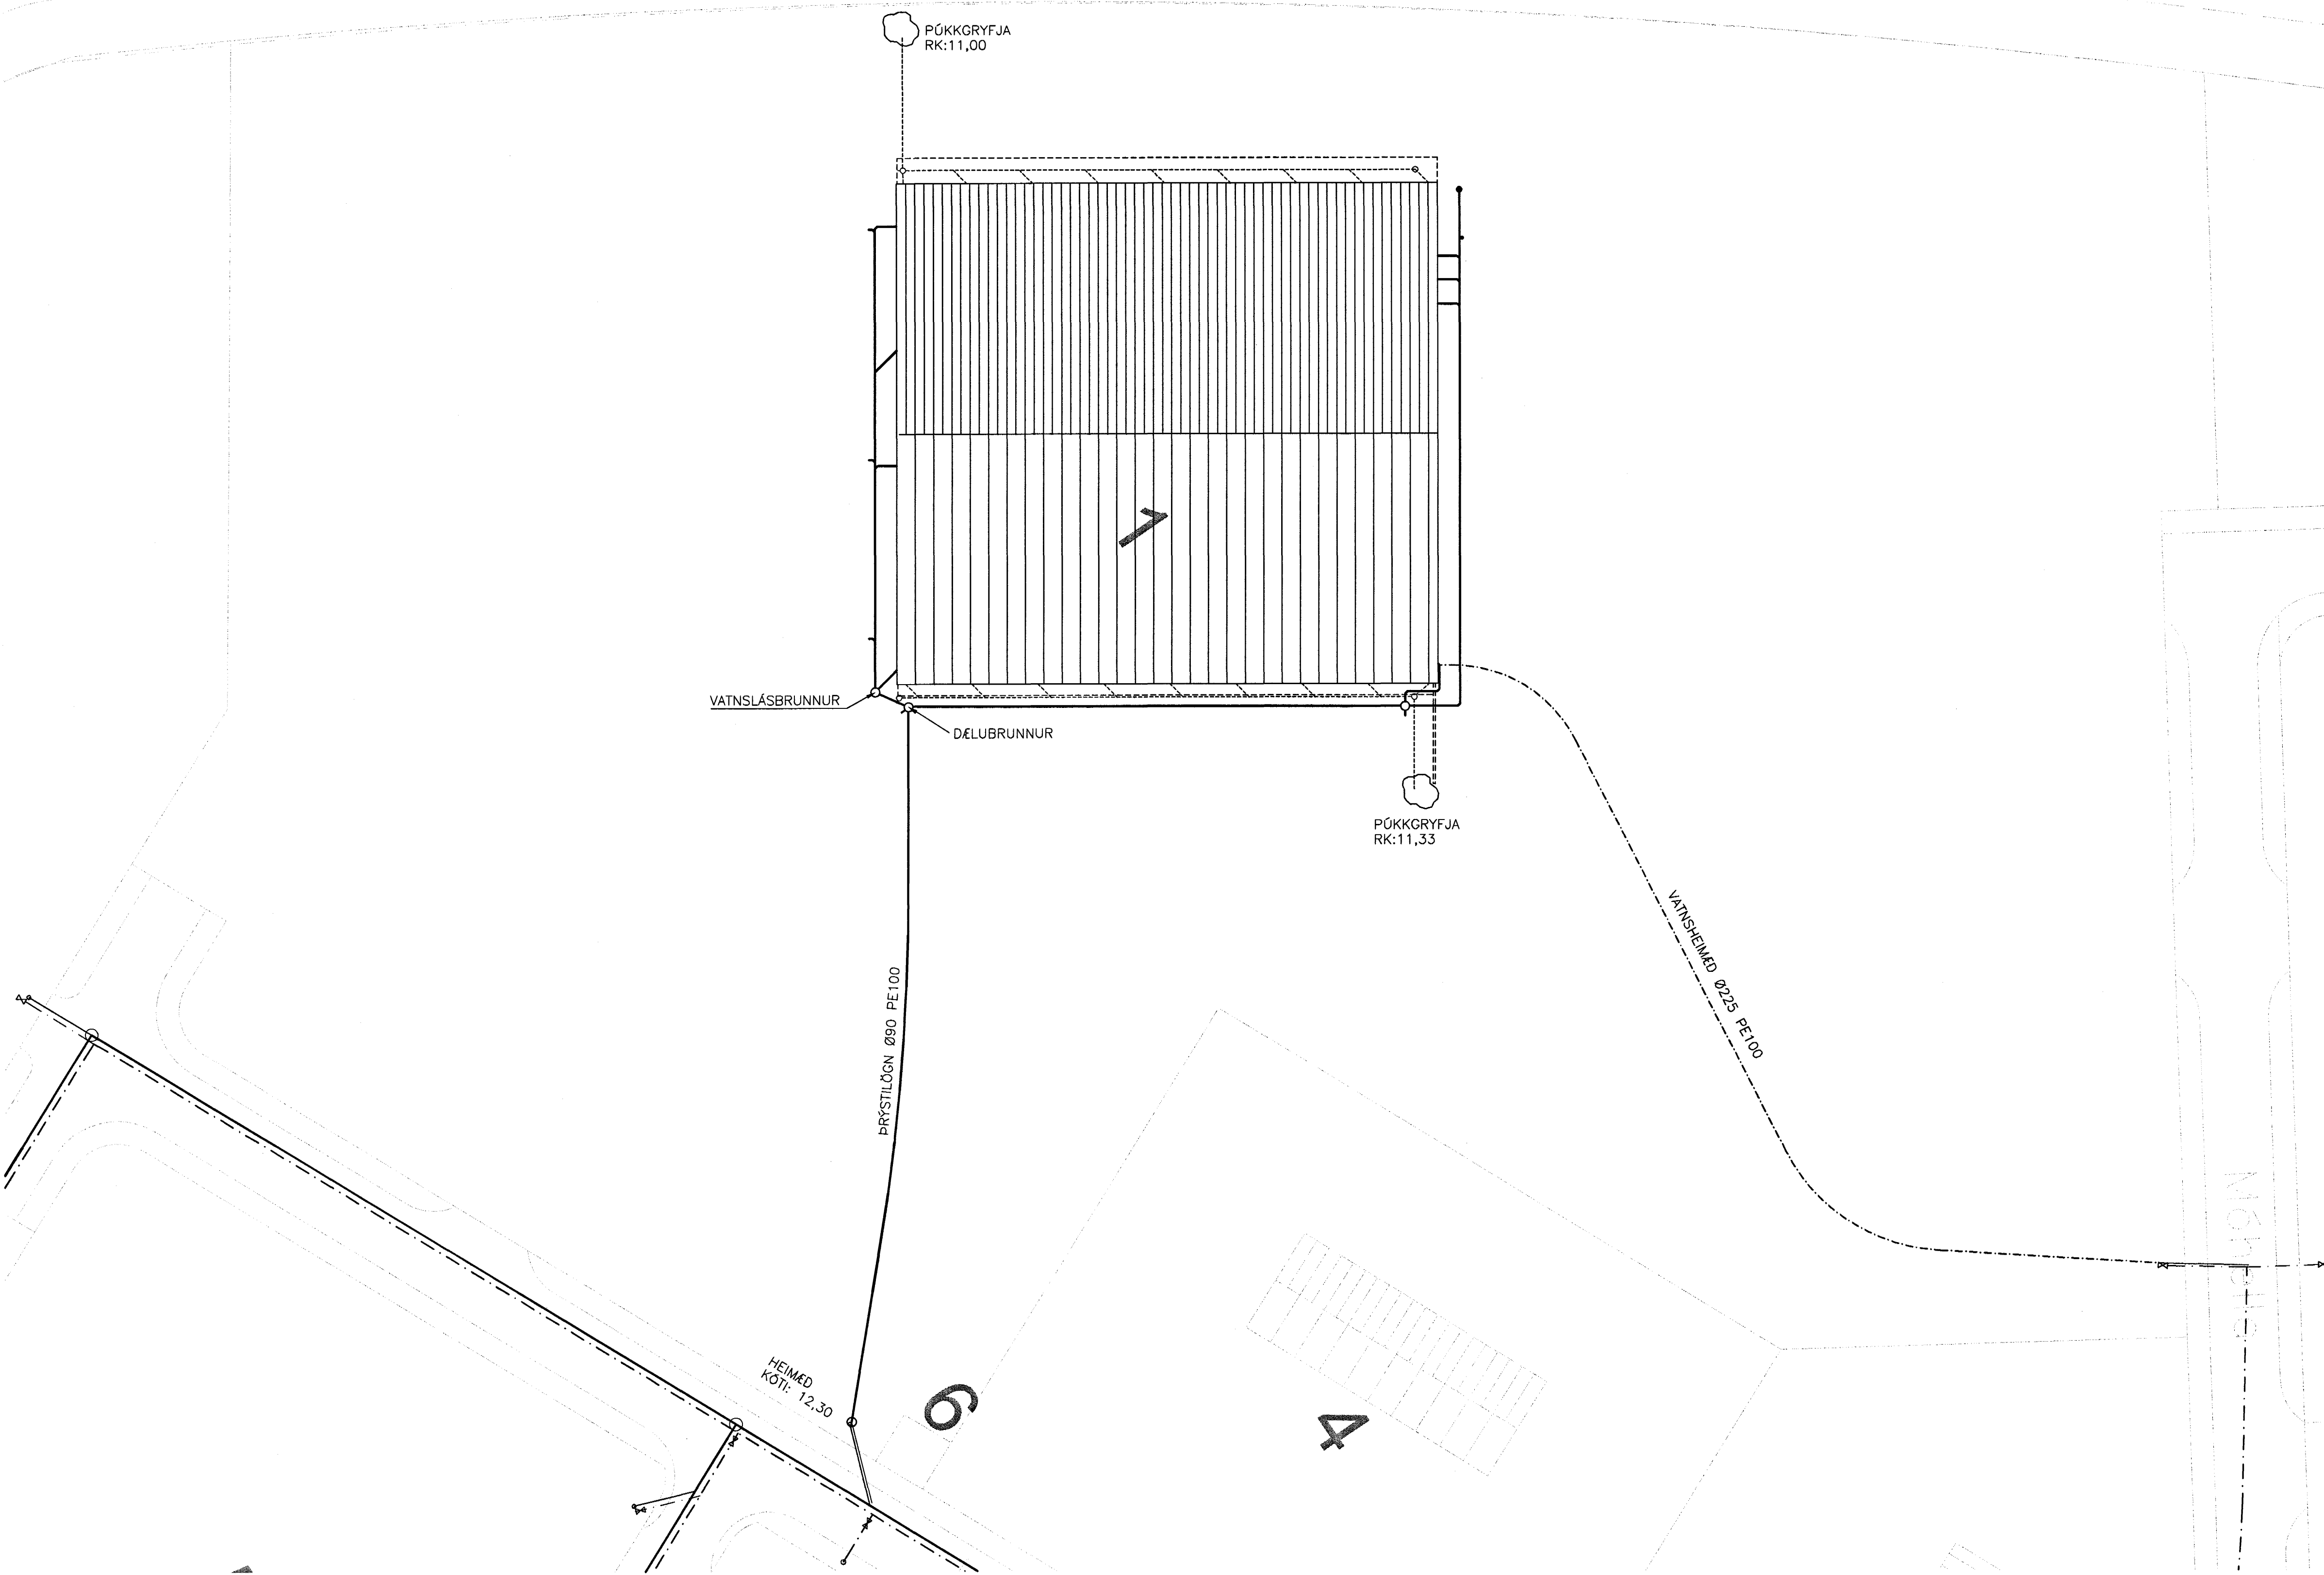 PÚKKGRYFJA
RK:11,00
1
VATNSLÁSBRUNNUR
DÆLUBRUNNUR
PÚKKGRYFJA
RK:11,33
VATNSHEIMÆÐ Ø225 PE100
ÞRÝSTILÖGN Ø90 PE100
HEIMÆÐ
KÓTI: 12,30
6
4
Móhella